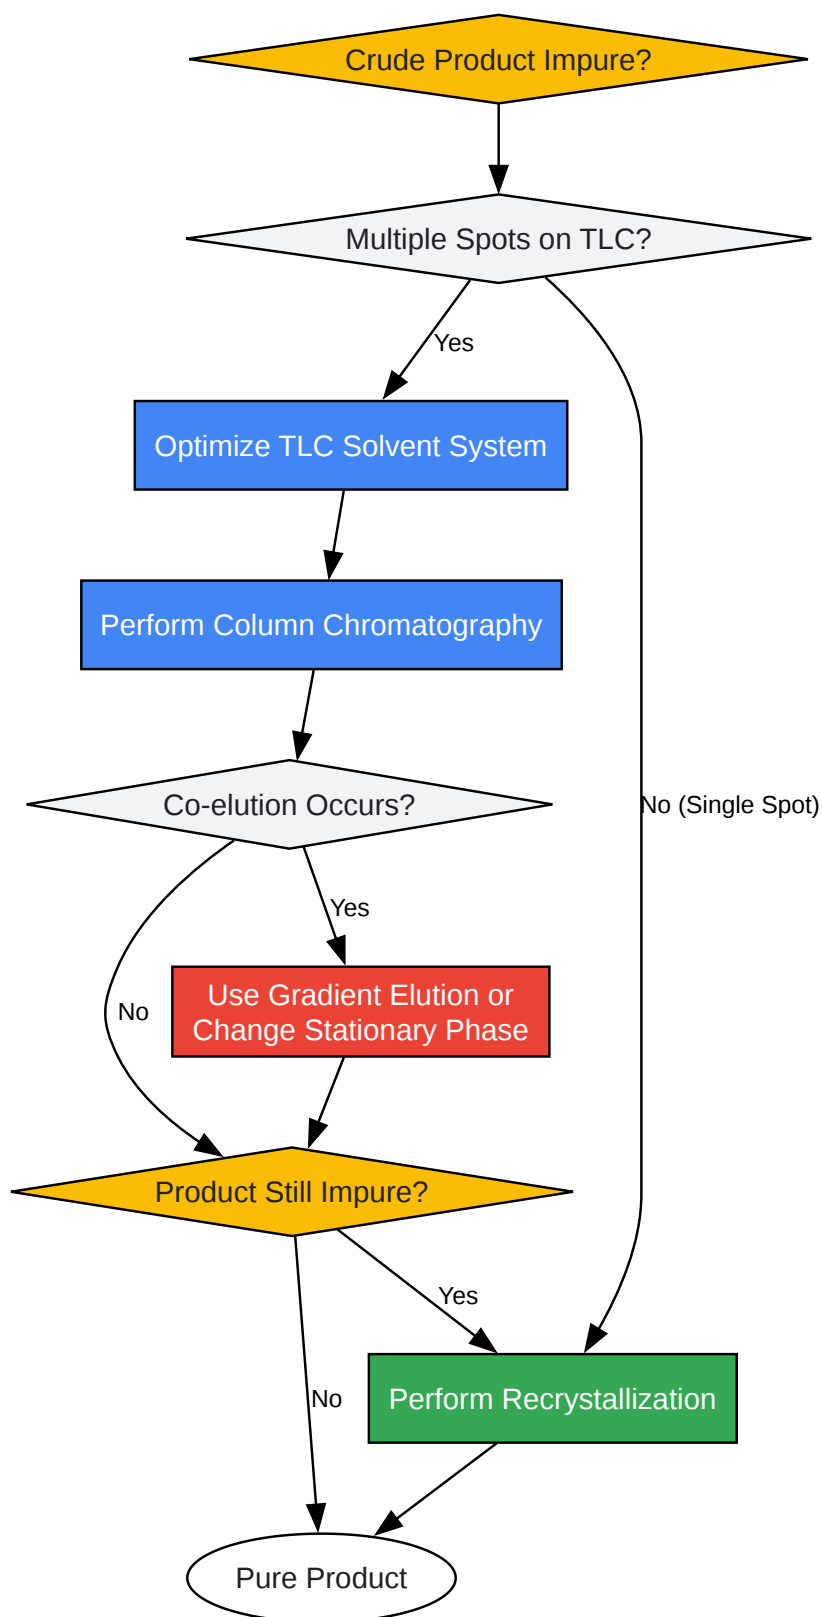 Crude Product Impure?
Multiple Spots on TLC?
Yes
Optimize TLC Solvent System
Perform Column Chromatography
Co-elution Occurs?
No (Single Spot)
Yes
Use Gradient Elution or
Change Stationary Phase
No
Product Still Impure?
Yes
Perform Recrystallization
No
Pure Product